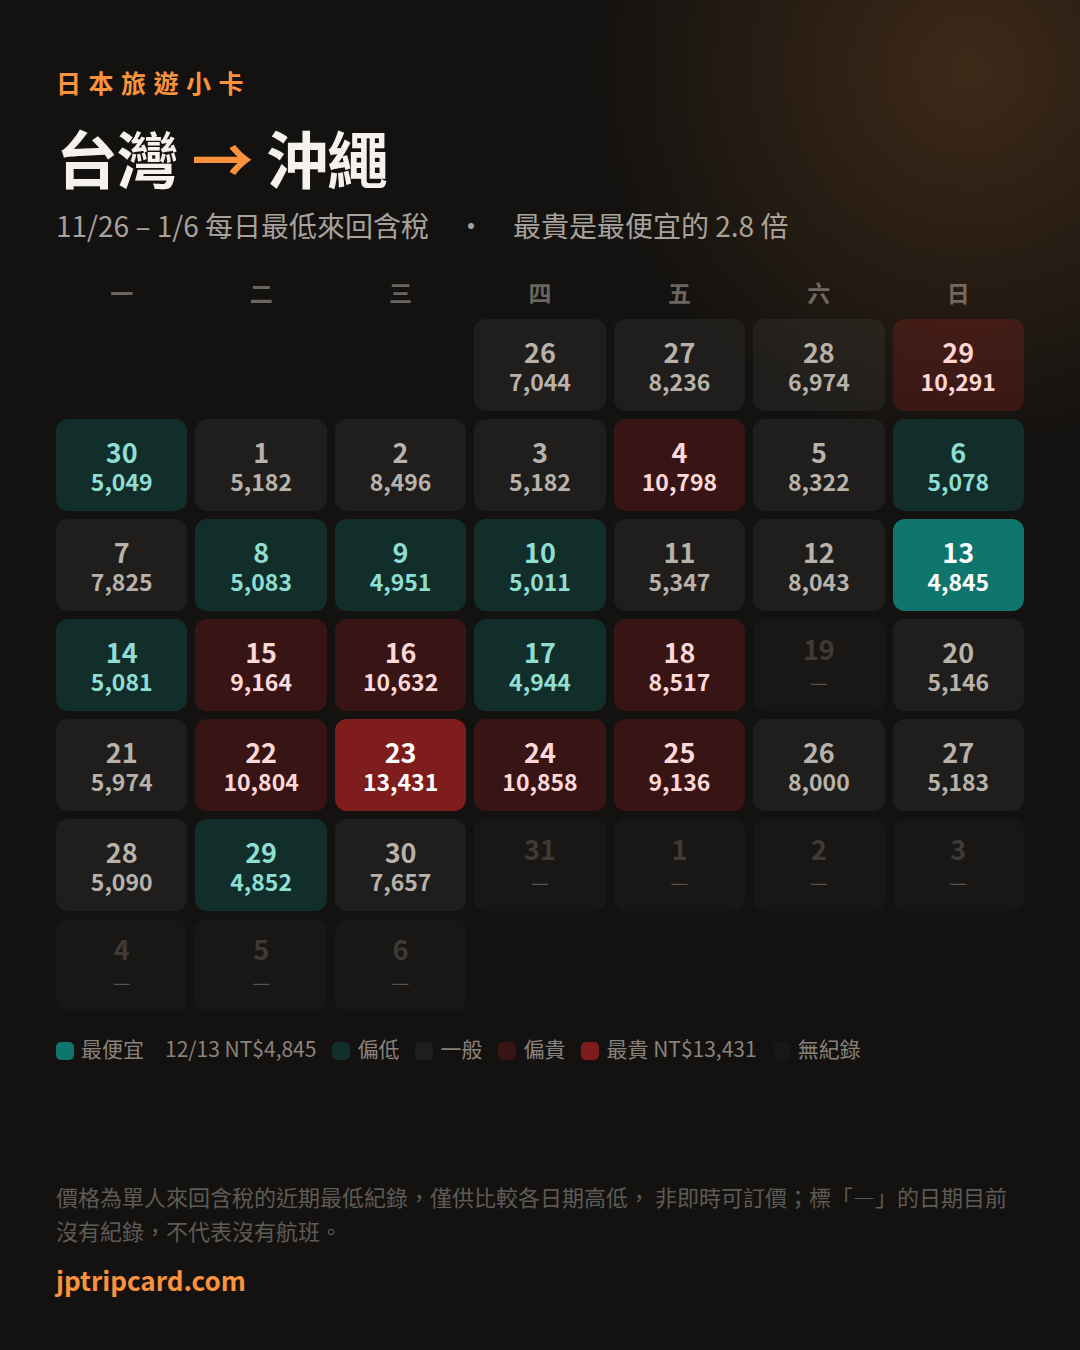 日本旅遊小卡
台灣 → 沖繩
11/26 – 1/6 每日最低來回含稅 ・ 最貴是最便宜的 2.8 倍
一 二 三 四 五 六 日
26 27 28 29
7,044 8,236 6,974 10,291
30 1 2 3 4 5 6
5,049 5,182 8,496 5,182 10,798 8,322 5,078
7 8 9 10 11 12 13
7,825 5,083 4,951 5,011 5,347 8,043 4,845
14 15 16 17 18 19 20
5,081 9,164 10,632 4,944 8,517 — 5,146
21 22 23 24 25 26 27
5,974 10,804 13,431 10,858 9,136 8,000 5,183
28 29 30 31 1 2 3
5,090 4,852 7,657 — — — —
4 5 6
— — —
最便宜 12/13 NT$4,845 偏低 一般 偏貴 最貴 NT$13,431 無紀錄
價格為單人來回含稅的近期最低紀錄，僅供比較各日期高低， 非即時可訂價；標「—」的日期目前
沒有紀錄，不代表沒有航班。
jptripcard.com